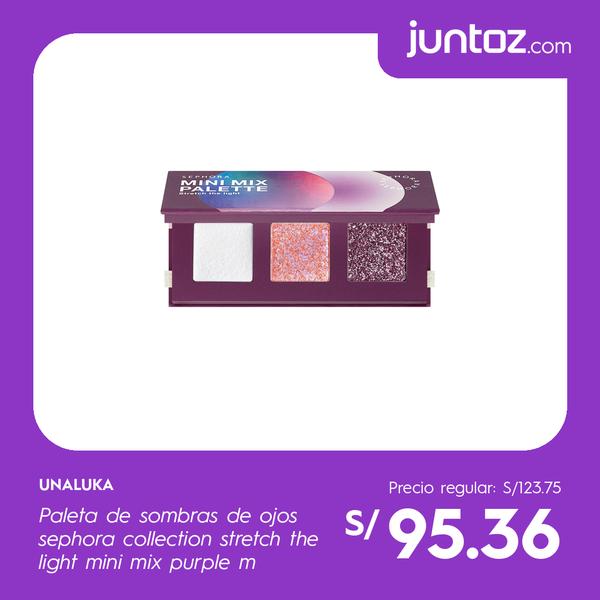 juntoz.com
SEPHORA
MINI MIX
PALETTE
Stretch the light
UNALUKA
Paleta de sombras de ojos
sephora collection stretch the
light mini mix purple m
Precio regular: S/123.75
S/ 95.36